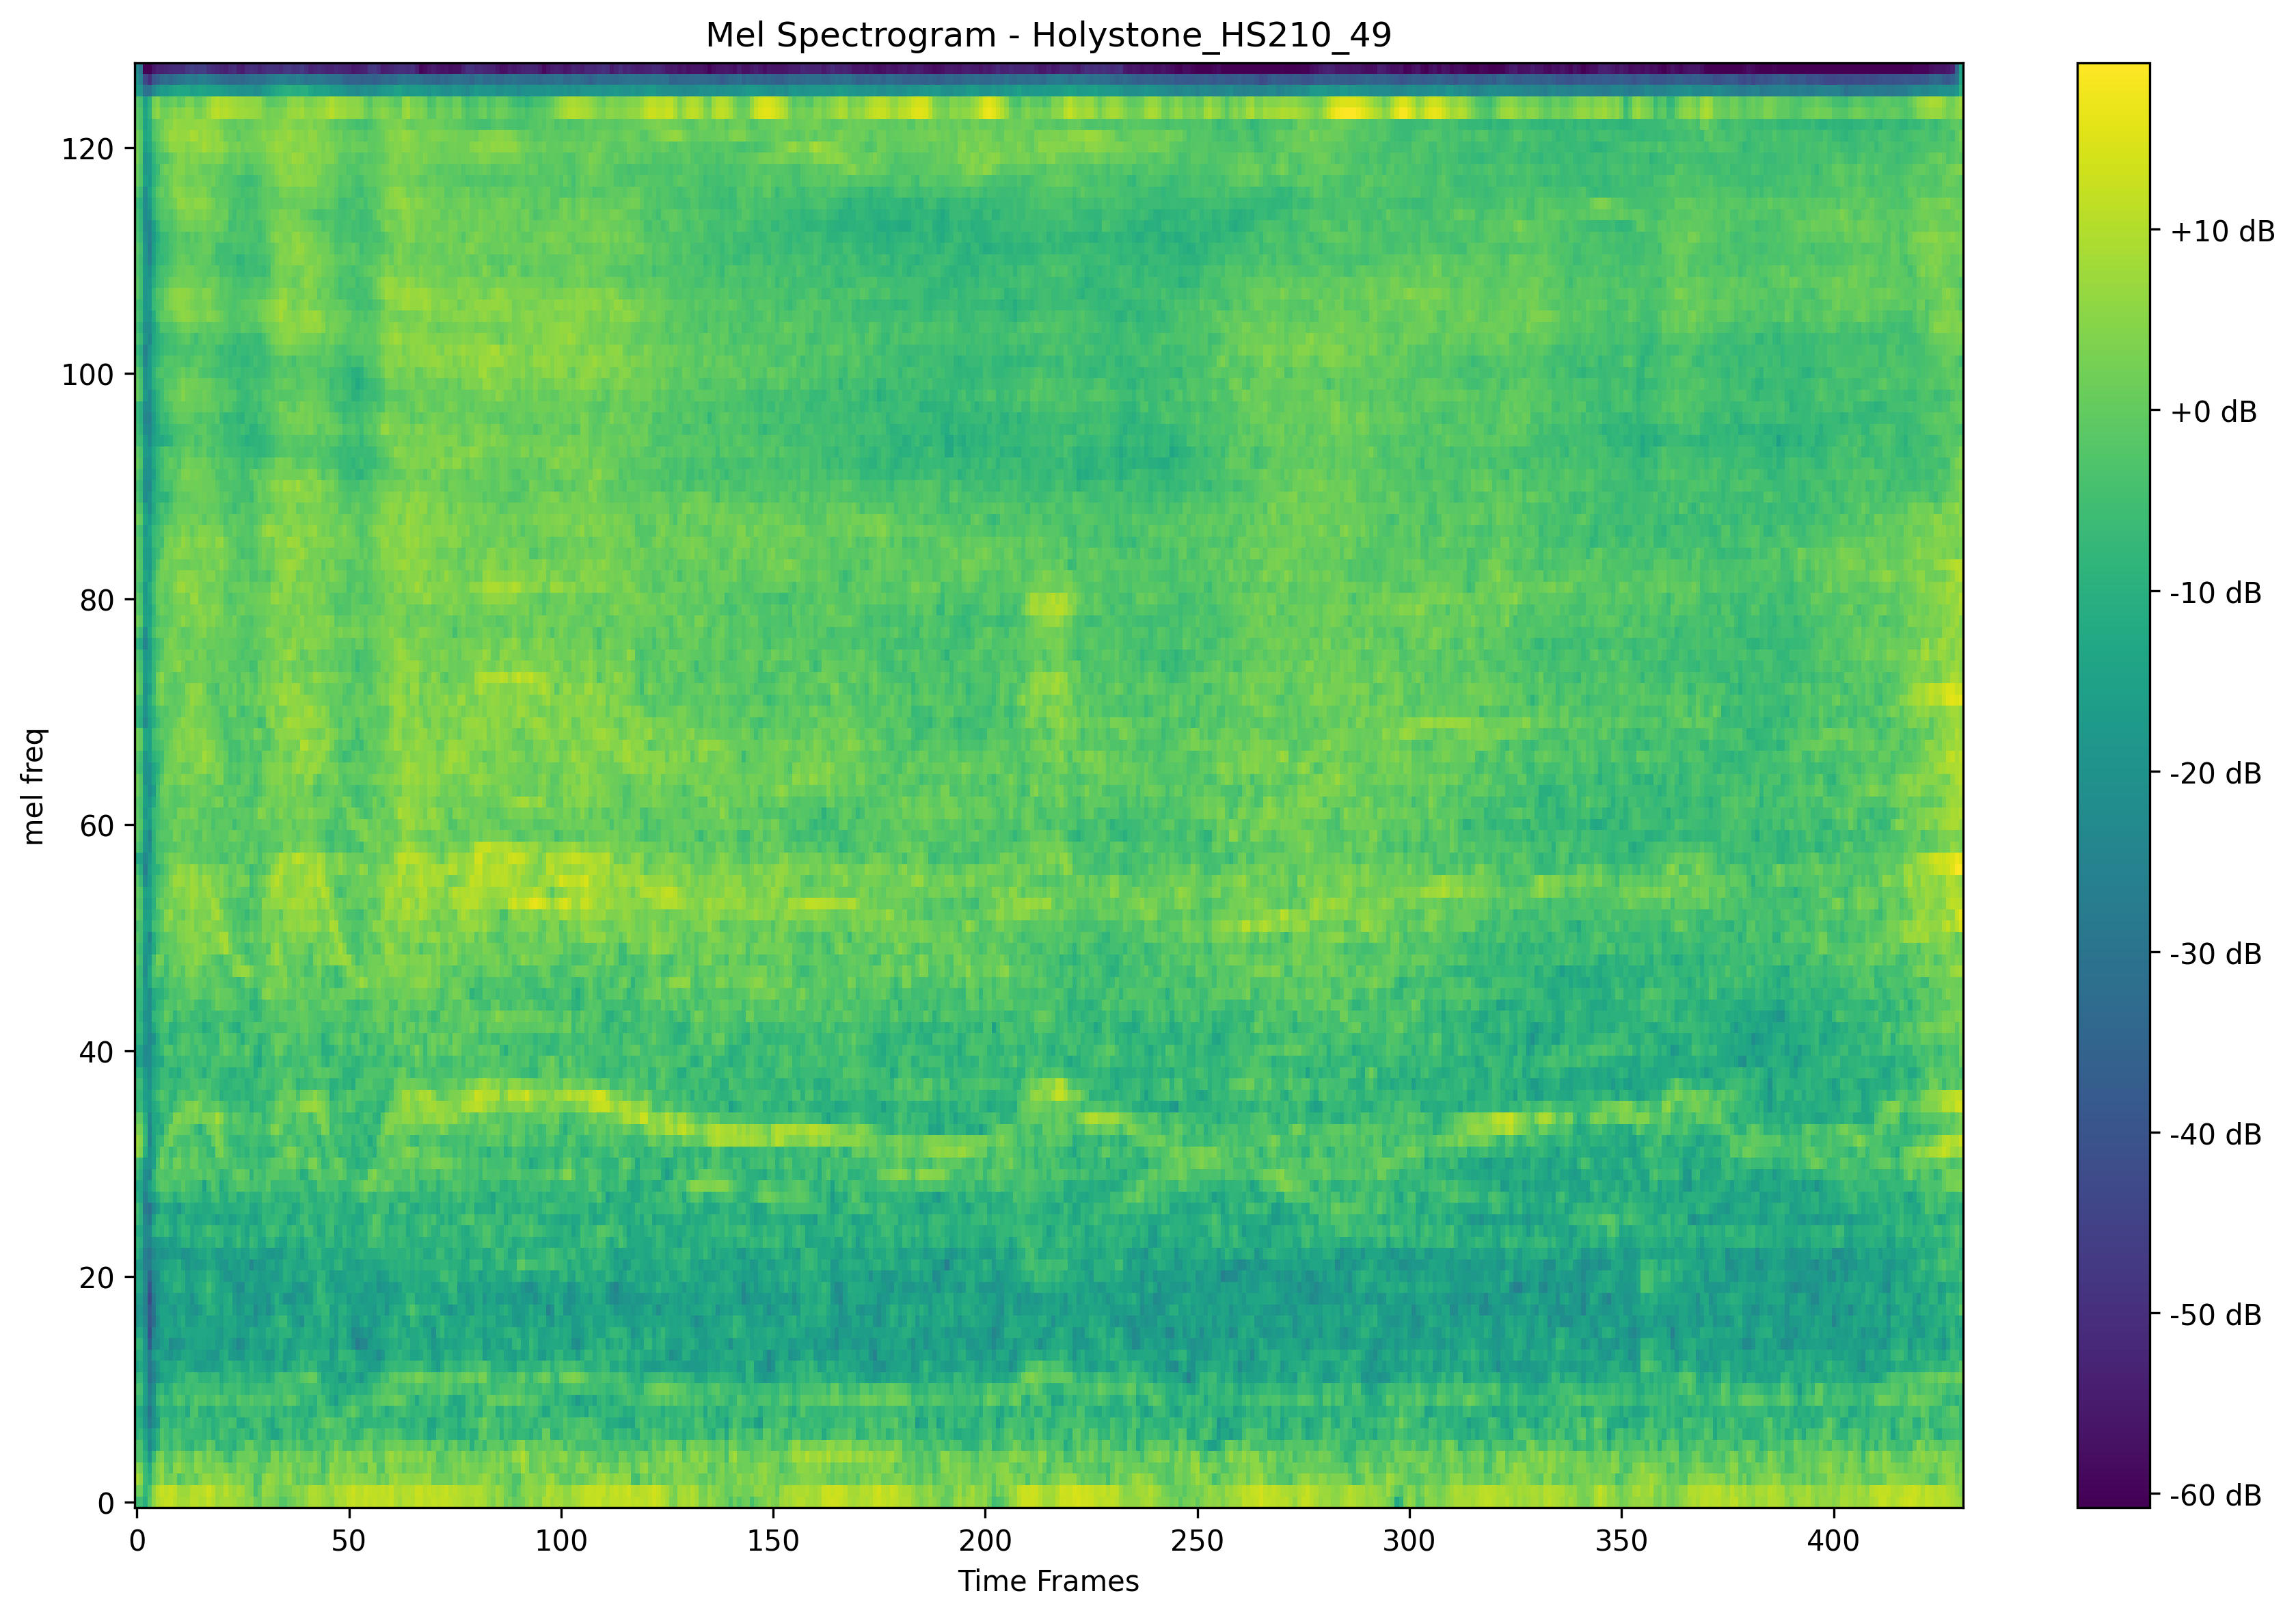 Mel Spectrogram - Holystone_HS210_49
mel freq
120
100
80
60
40
20
0
0 50 100 150 200 250 300 350 400
Time Frames
+10 dB
+0 dB
-10 dB
-20 dB
-30 dB
-40 dB
-50 dB
-60 dB